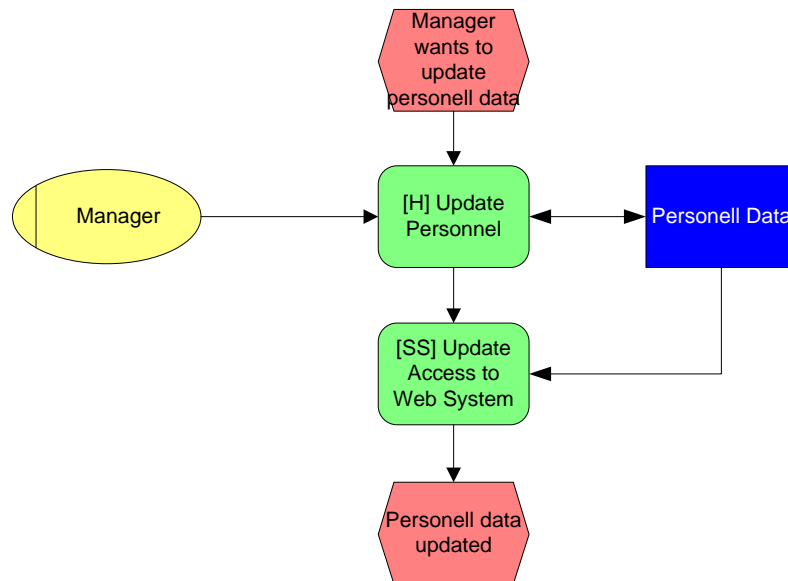 Manager
wants to
update
personell data
Manager
[H] Update
Personnel
Personell Data
[SS] Update
Access to
Web System
Personell data
updated